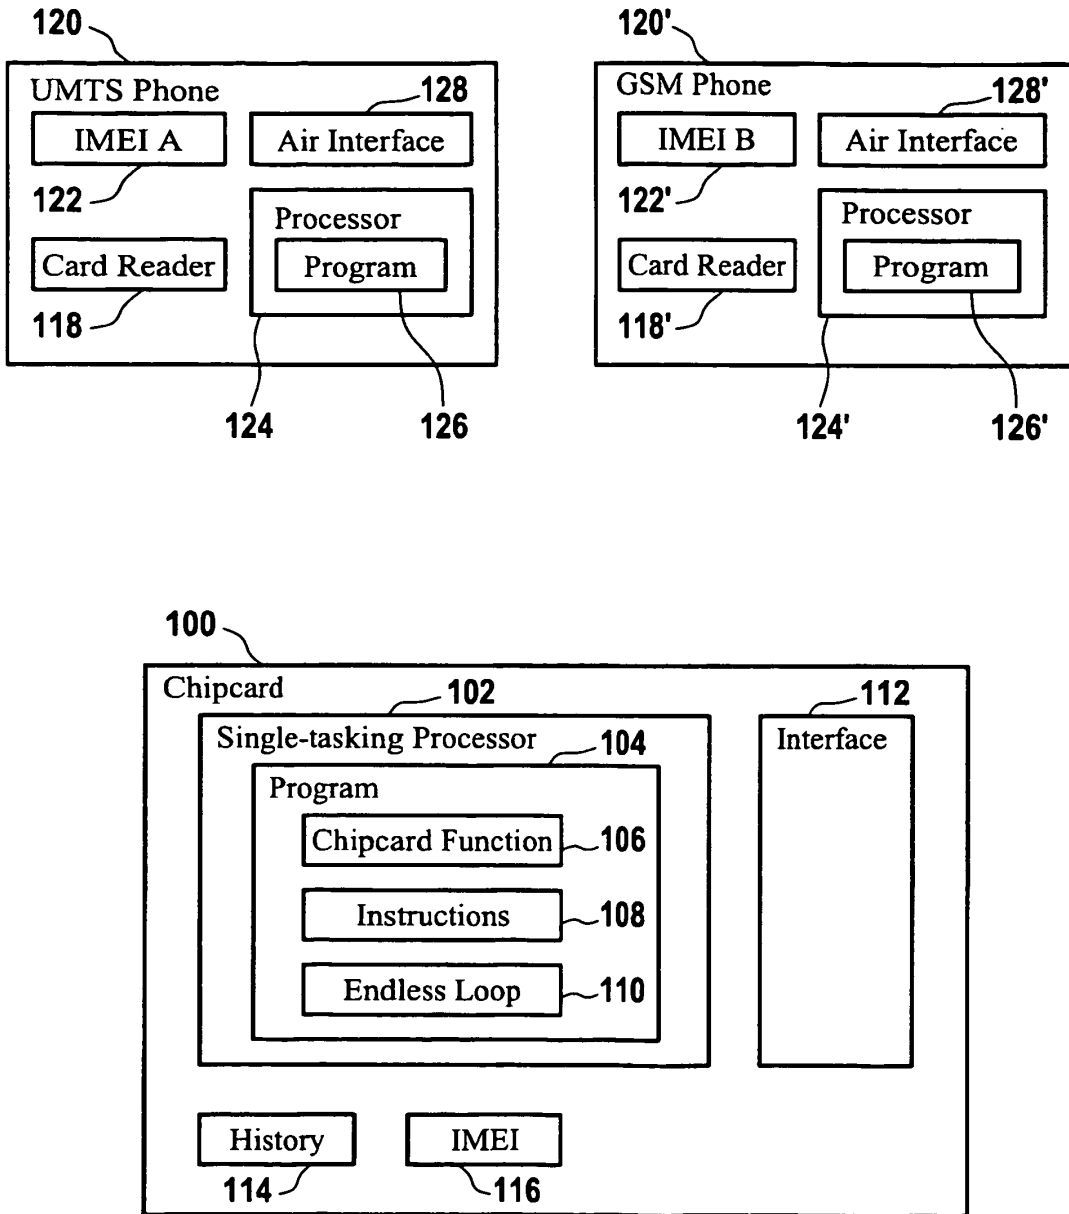 120
UMTS Phone
128
IMEI A
Air Interface
122
Processor
Card Reader
Program
118
124
126
120'
GSM Phone
128'
IMEI B
Air Interface
122'
Processor
Card Reader
Program
118'
124'
126'
100
Chipcard
102
112
Single-tasking Processor
104
Interface
Program
Chipcard Function
106
Instructions
108
Endless Loop
110
History
IMEI
114
116